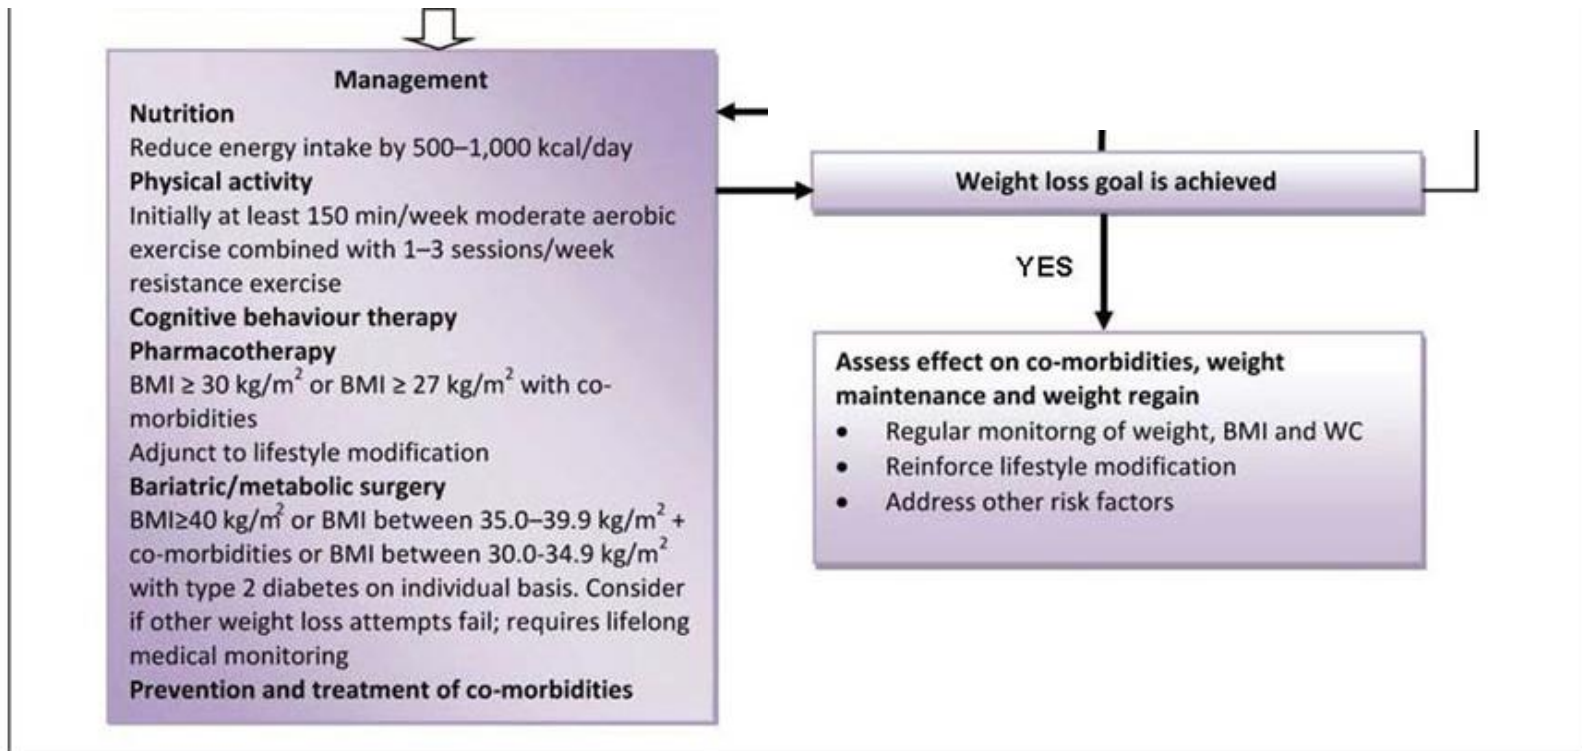 Management
Nutrition
Reduce energy intake by 500–1,000 kcal/day
Physical activity
Initially at least 150 min/week moderate aerobic
exercise combined with 1–3 sessions/week
resistance exercise
Cognitive behaviour therapy
Pharmacotherapy
BMI ≥ 30 kg/m² or BMI ≥ 27 kg/m² with co-
morbidities
Adjunct to lifestyle modification
Bariatric/metabolic surgery
BMI≥40 kg/m² or BMI between 35.0–39.9 kg/m² +
co-morbidities or BMI between 30.0-34.9 kg/m²
with type 2 diabetes on individual basis. Consider
if other weight loss attempts fail; requires lifelong
medical monitoring
Prevention and treatment of co-morbidities
Weight loss goal is achieved
YES
Assess effect on co-morbidities, weight
maintenance and weight regain
• Regular monitorng of weight, BMI and WC
• Reinforce lifestyle modification
• Address other risk factors